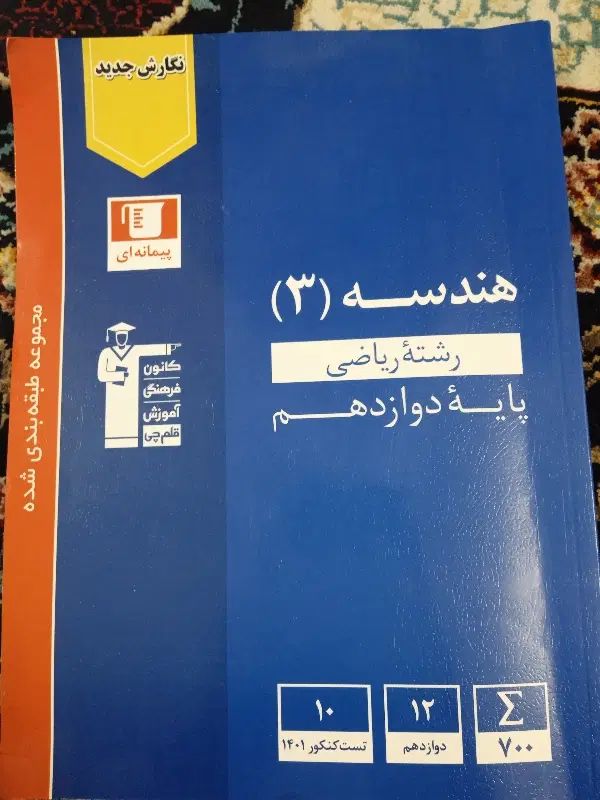 نگارش جدید
پیمانه‌ای
هندسه (۳)
رشتهٔ ریاضی
پایهٔ دوازدهم
کانون
فرهنگی
آموزش
قلم‌چی
مجموعه طبقه‌بندی شده
Σ
۷۰۰
۱۲
دوازدهم
۱۰
تست کنکور ۱۴۰۱